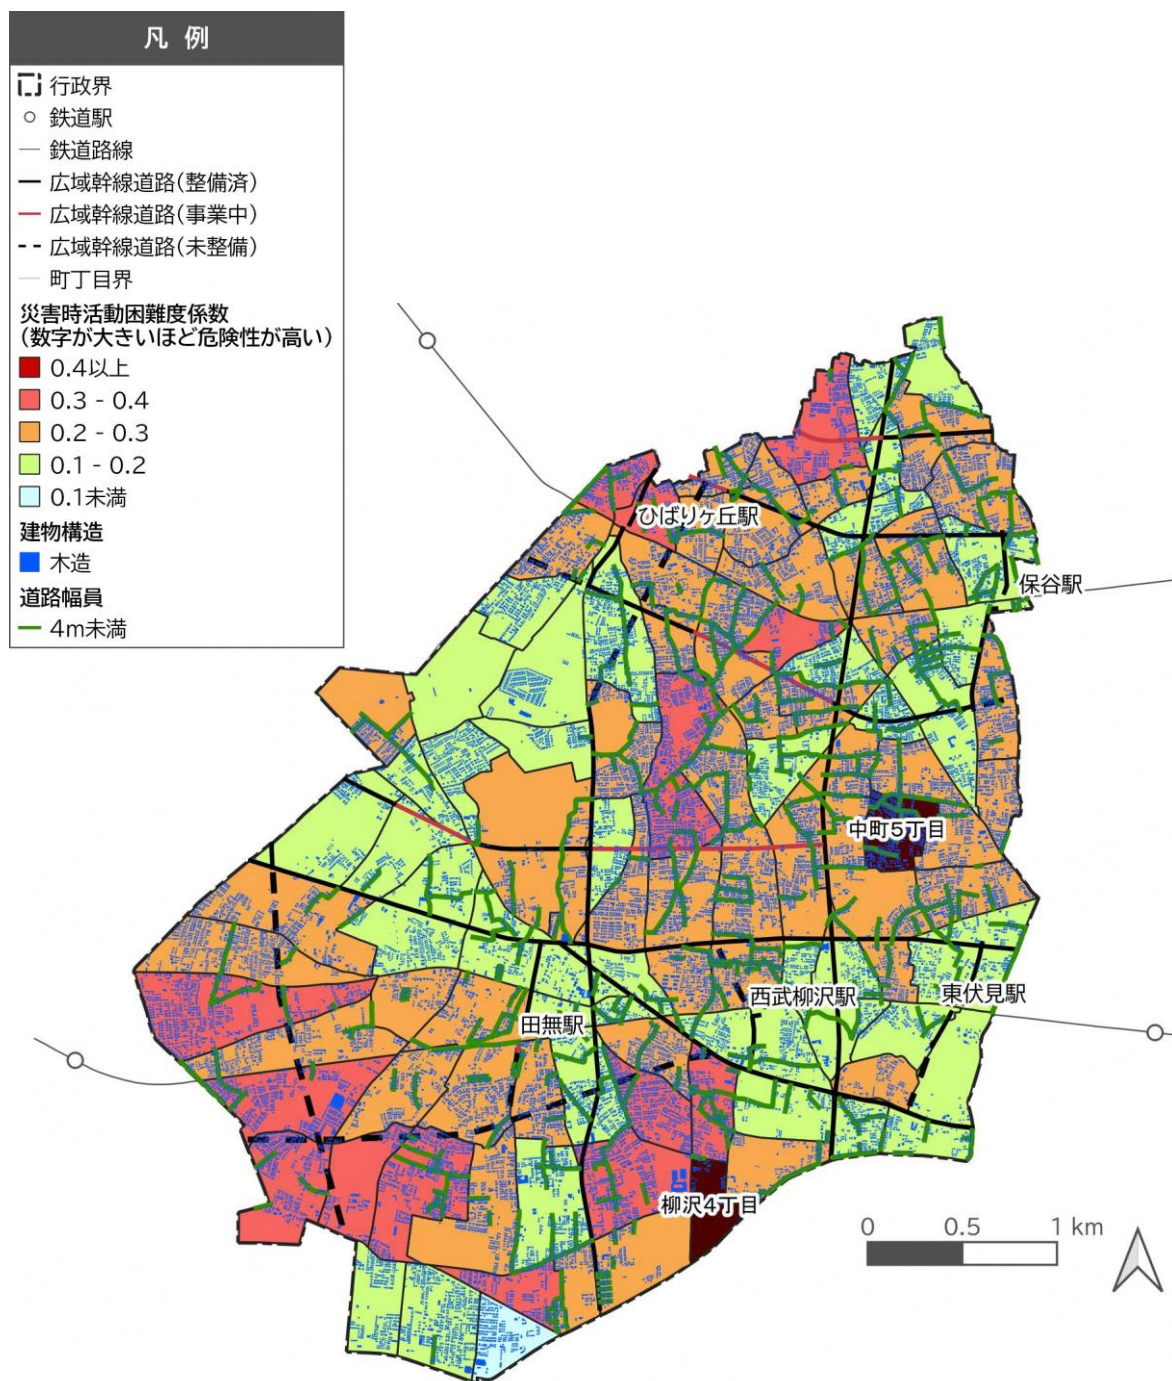 凡 例
行政界
鉄道駅
鉄道路線
広域幹線道路(整備済)
広域幹線道路(事業中)
広域幹線道路(未整備)
町丁目界
災害時活動困難度係数
(数字が大きいほど危険性が高い)
0.4以上
0.3 - 0.4
0.2 - 0.3
0.1 - 0.2
0.1未満
建物構造
木造
道路幅員
4m未満
ひばりヶ丘駅
保谷駅
中町5丁目
西武柳沢駅
東伏見駅
田無駅
柳沢4丁目
0 0.5 1 km